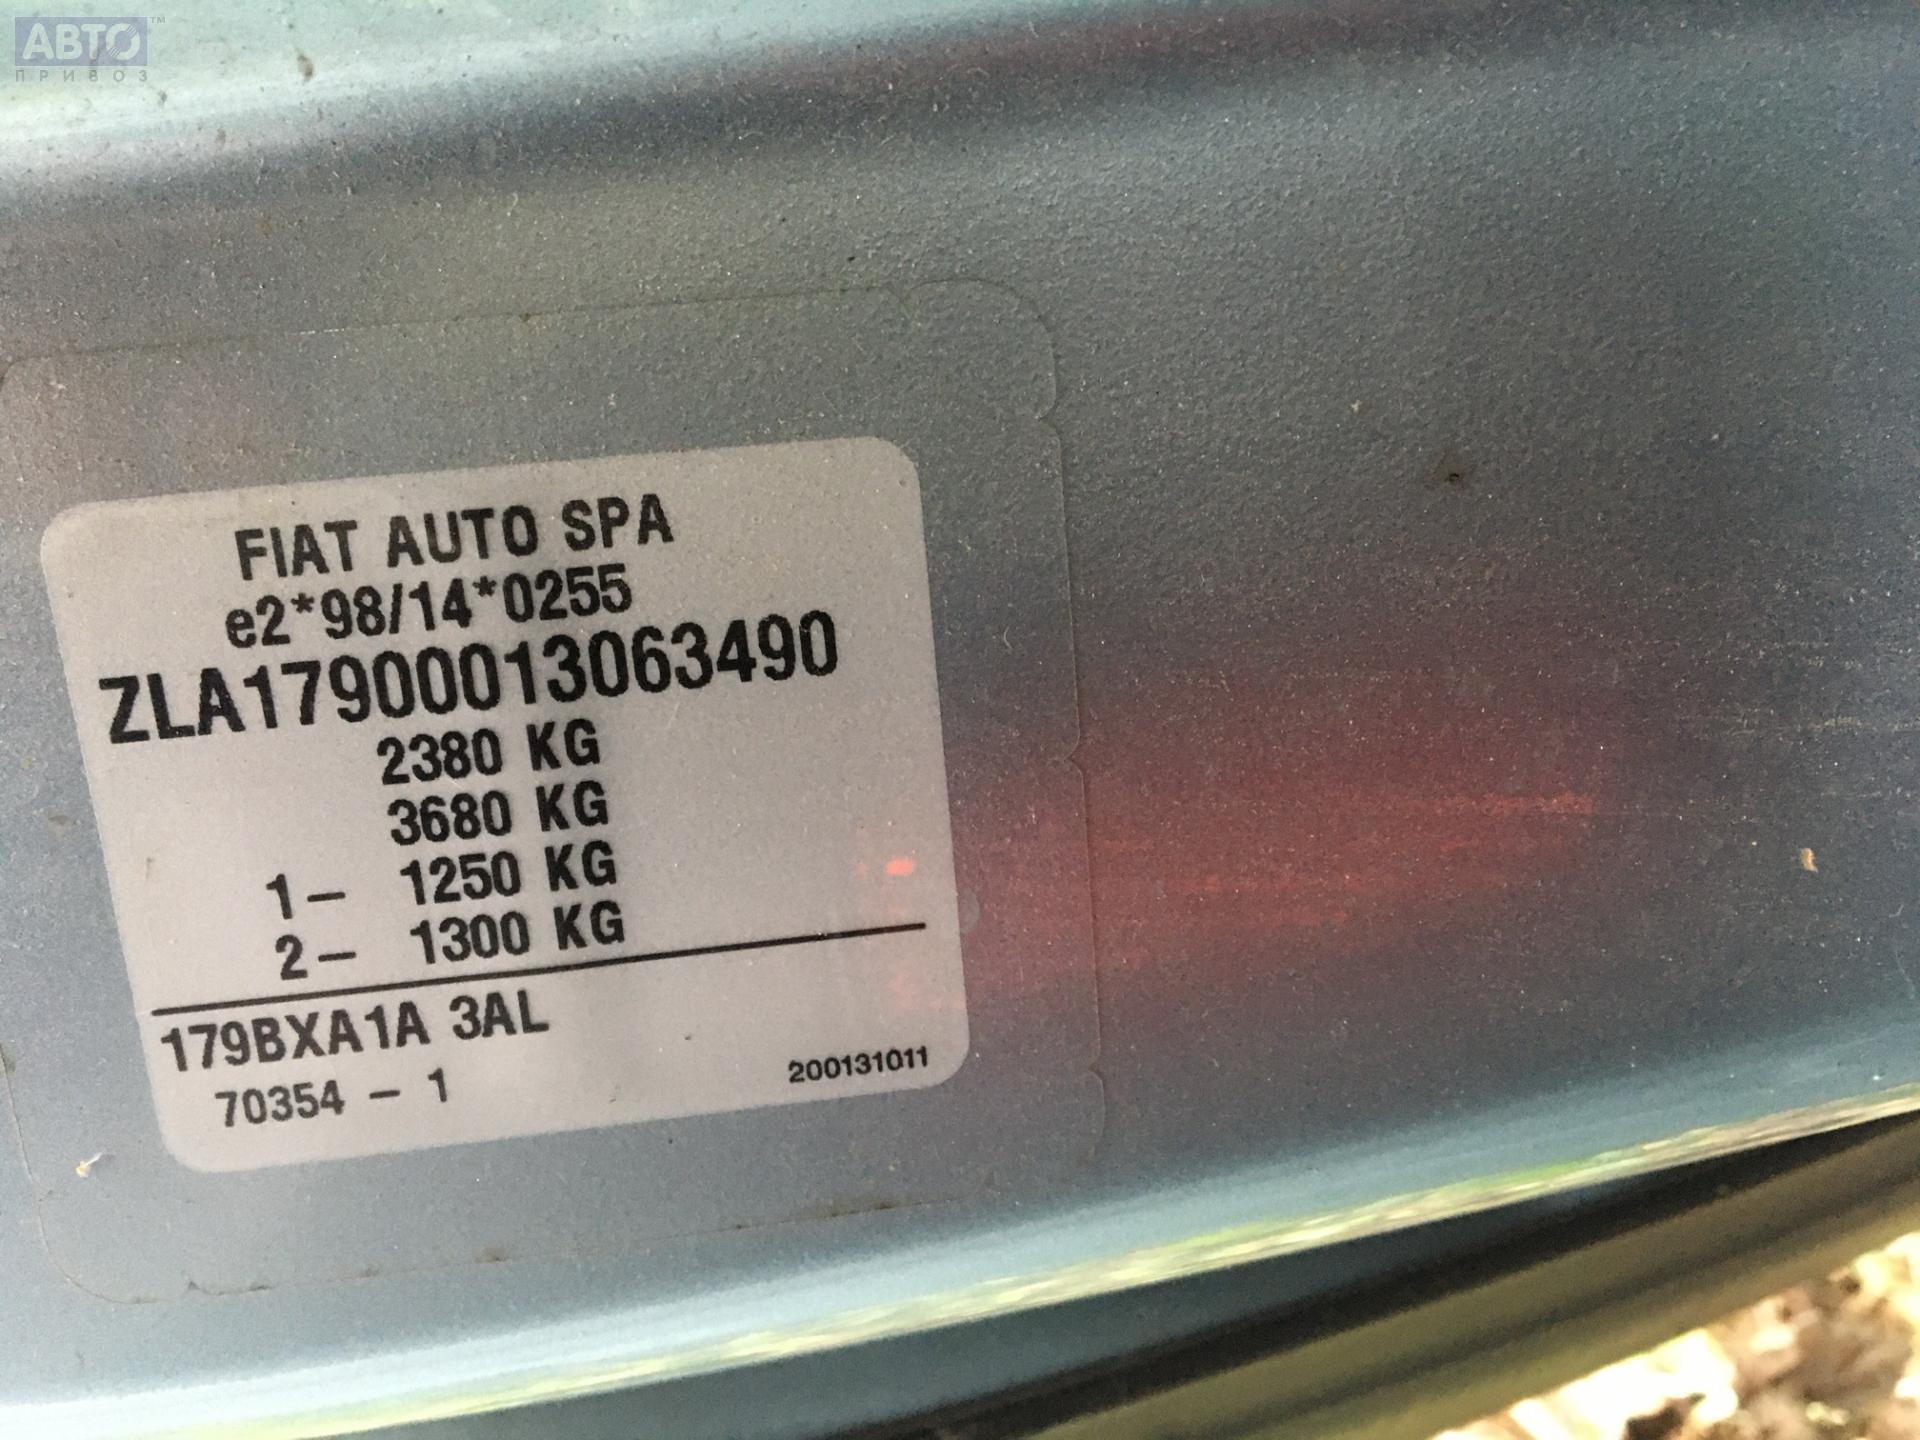 АВТО™
ПРИВОЗ
FIAT AUTO SPA
e2*98/14*0255
ZLA17900013063490
2380 KG
3680 KG
1- 1250 KG
2- 1300 KG
179BXA1A 3AL
70354 - 1
200131011